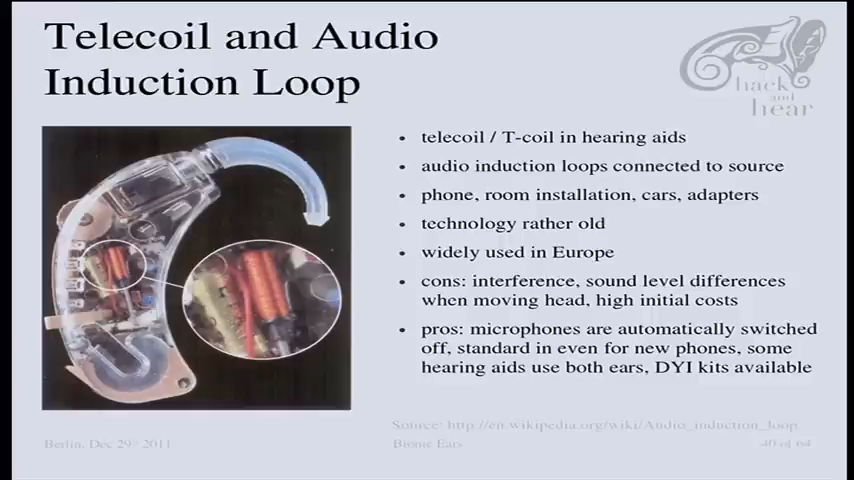 Telecoil and Audio
Induction Loop
hack
and
hear
• telecoil / T-coil in hearing aids
• audio induction loops connected to source
• phone, room installation, cars, adapters
• technology rather old
• widely used in Europe
• cons: interference, sound level differences
when moving head, high initial costs
• pros: microphones are automatically switched
off, standard in even for new phones, some
hearing aids use both ears, DYI kits available
Source: http://en.wikipedia.org/wiki/Audio_induction_loop
Berlin, Dec 29th 2011
Bionic Ears
40 of 64